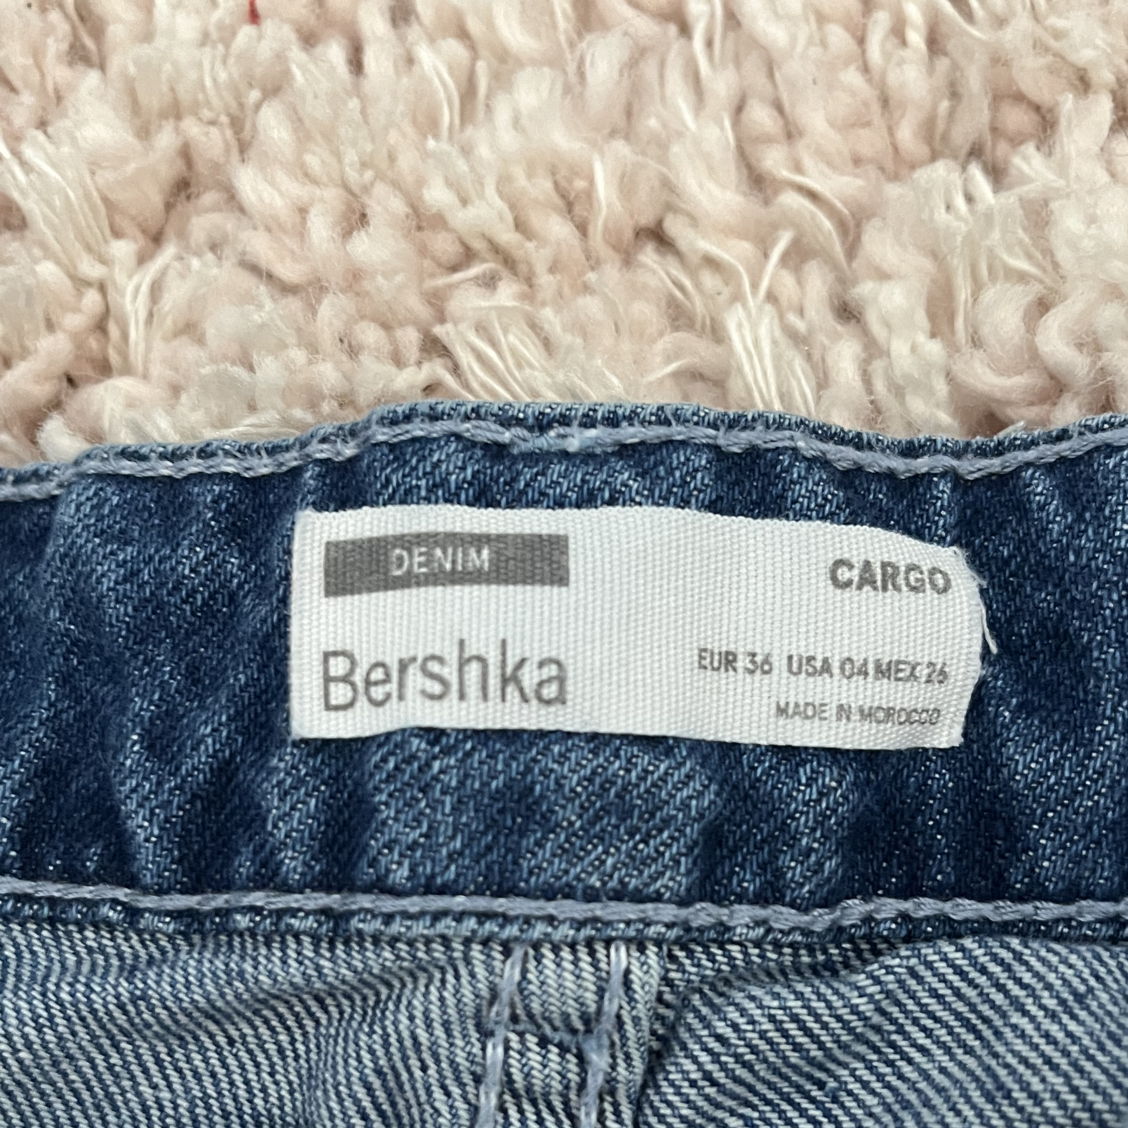 DENIM
CARGO
Bershka
EUR 36 USA 04 MEX 26
MADE IN MOROCCO